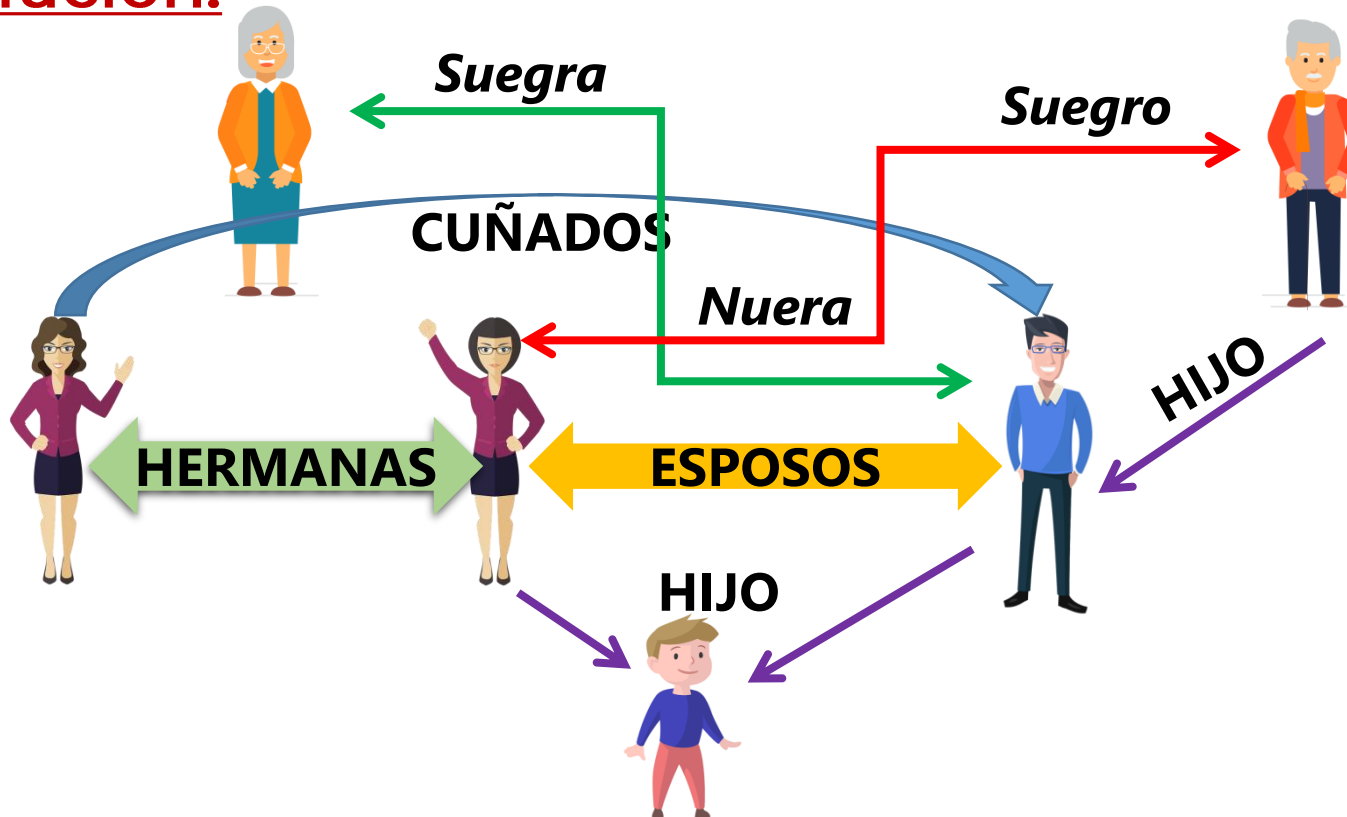 Suegra
Suegro
CUÑADOS
Nuera
HIJO
HERMANAS
ESPOSOS
HIJO